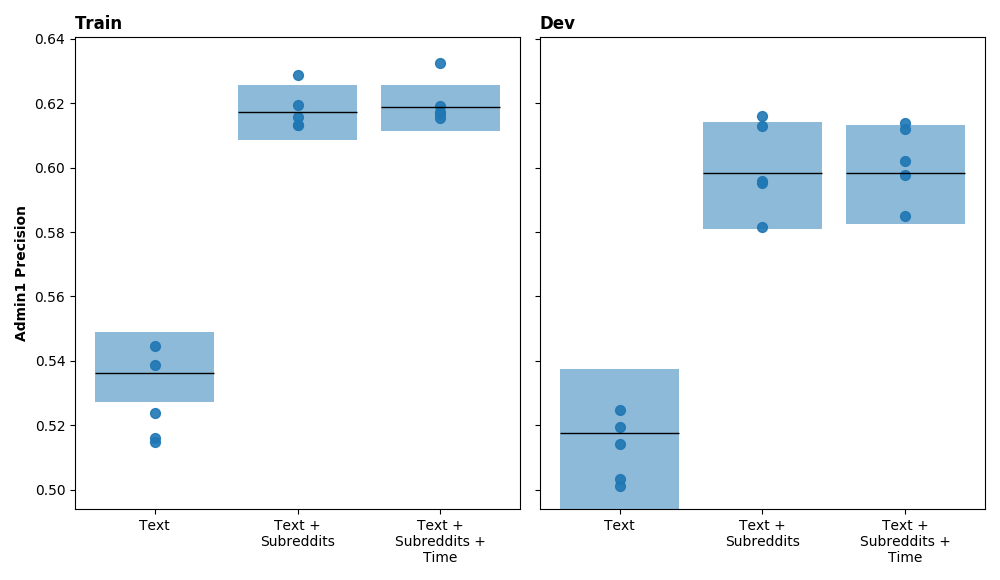 Train
Dev
Admin1 Precision
0.64
0.62
0.60
0.58
0.56
0.54
0.52
0.50
Text
Text +
Subreddits
Text +
Subreddits +
Time
Text
Text +
Subreddits
Text +
Subreddits +
Time